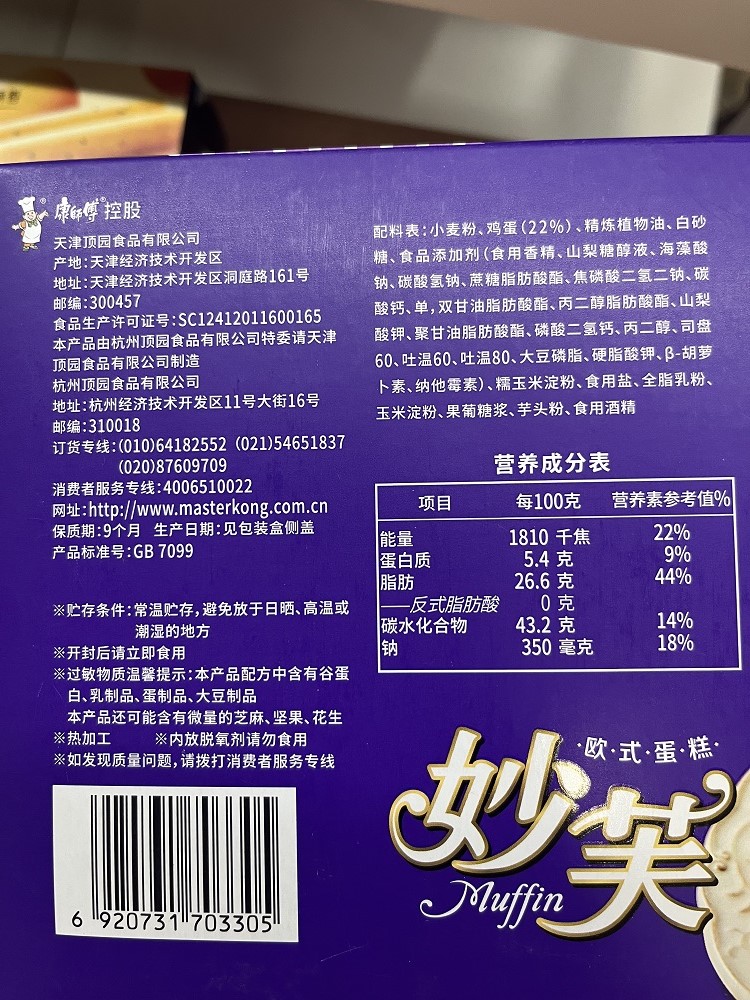 康師傅®控股
天津顶园食品有限公司
产地:天津经济技术开发区
地址:天津经济技术开发区洞庭路161号
邮编:300457
食品生产许可证号:SC12412011600165
本产品由杭州顶园食品有限公司特委请天津
顶园食品有限公司制造
杭州顶园食品有限公司
地址:杭州经济技术开发区11号大街16号
邮编:310018
订货专线:(010)64182552 (021)54651837
(020)87609709
消费者服务专线:4006510022
网址:http://www.masterkong.com.cn
保质期:9个月 生产日期:见包装盒侧盖
产品标准号:GB 7099
※贮存条件:常温贮存,避免放于日晒、高温或
潮湿的地方
※开封后请立即食用
※过敏物质温馨提示:本产品配方中含有谷蛋
白、乳制品、蛋制品、大豆制品
本产品还可能含有微量的芝麻、坚果、花生
※热加工 ※内放脱氧剂请勿食用
※如发现质量问题,请拨打消费者服务专线
6 920731 703305
配料表:小麦粉、鸡蛋(22%)、精炼植物油、白砂
糖、食品添加剂(食用香精、山梨糖醇液、海藻酸
钠、碳酸氢钠、蔗糖脂肪酸酯、焦磷酸二氢二钠、碳
酸钙、单,双甘油脂肪酸酯、丙二醇脂肪酸酯、山梨
酸钾、聚甘油脂肪酸酯、磷酸二氢钙、丙二醇、司盘
60、吐温60、吐温80、大豆磷脂、硬脂酸钾、β-胡萝
卜素、纳他霉素)、糯玉米淀粉、食用盐、全脂乳粉、
玉米淀粉、果葡糖浆、芋头粉、食用酒精
营养成分表
项目 每100克 营养素参考值%
能量 1810 千焦 22%
蛋白质 5.4 克 9%
脂肪 26.6 克 44%
——反式脂肪酸 0 克
碳水化合物 43.2 克 14%
钠 350 毫克 18%
·欧·式·蛋·糕·
妙芙
Muffin